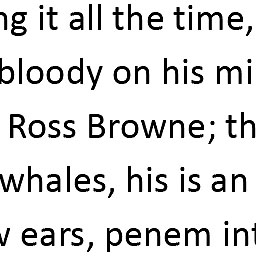 ng it all the time,
bloody on his mi
Ross Browne; th
whales, his is an
w ears, penem int